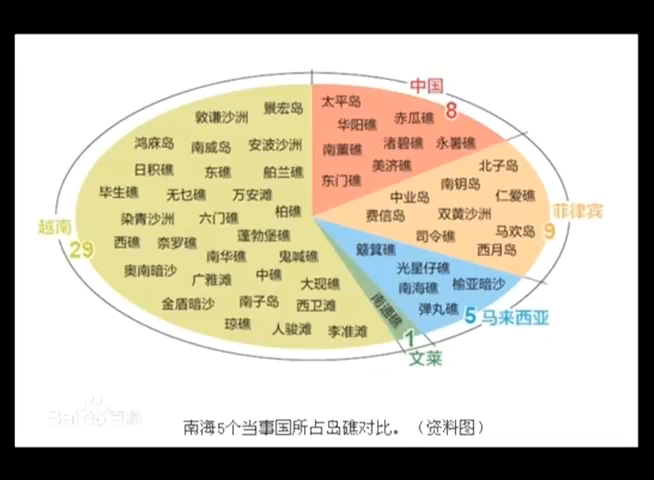 中国
8
太平岛
华阳礁
赤瓜礁
南薰礁
渚碧礁
永暑礁
美济礁
东门礁
菲律宾
9
北子岛
南钥岛
仁爱礁
中业岛
费信岛
双黄沙洲
司令礁
马欢岛
西月岛
5 马来西亚
簸箕礁
光星仔礁
南海礁
榆亚暗沙
弹丸礁
1
文莱
南通礁
越南
29
景宏岛
敦谦沙洲
鸿庥岛
南威岛
安波沙洲
日积礁
东礁
舶兰礁
毕生礁
无乜礁
万安滩
染青沙洲
六门礁
柏礁
西礁
奈罗礁
蓬勃堡礁
南华礁
鬼喊礁
奥南暗沙
广雅滩
中礁
大现礁
金盾暗沙
南子岛
西卫滩
琼礁
人骏滩
李准滩
Baidu百科
南海5个当事国所占岛礁对比。（资料图）